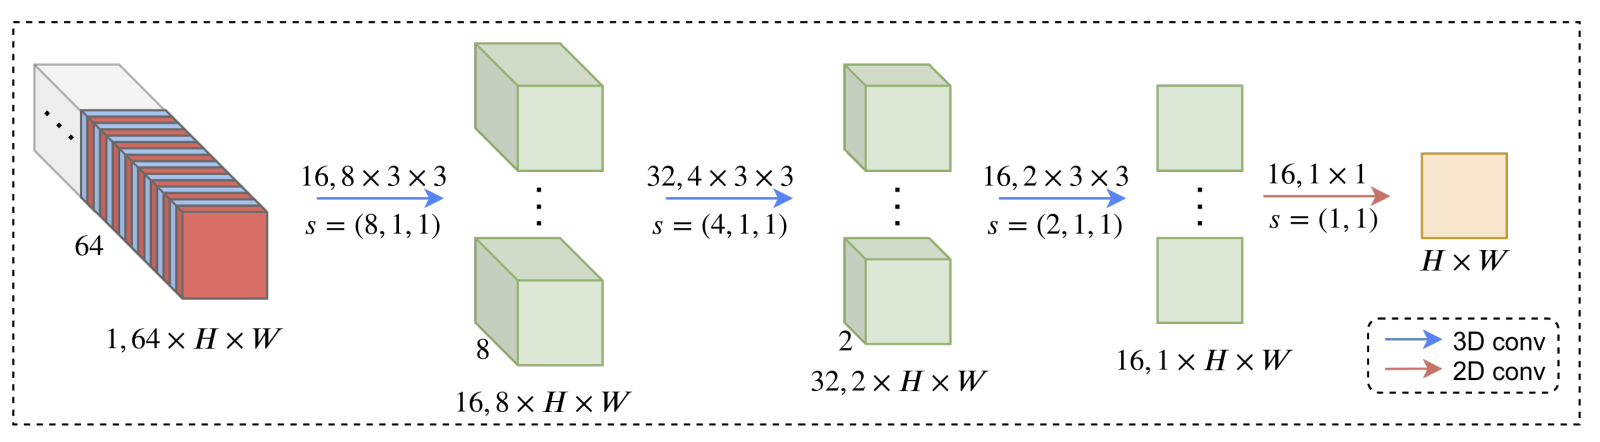 64
1, 64 × H × W
16, 8 × 3 × 3
s = (8, 1, 1)
8
16, 8 × H × W
32, 4 × 3 × 3
s = (4, 1, 1)
2
32, 2 × H × W
16, 2 × 3 × 3
s = (2, 1, 1)
16, 1 × H × W
16, 1 × 1
s = (1, 1)
H × W
3D conv
2D conv